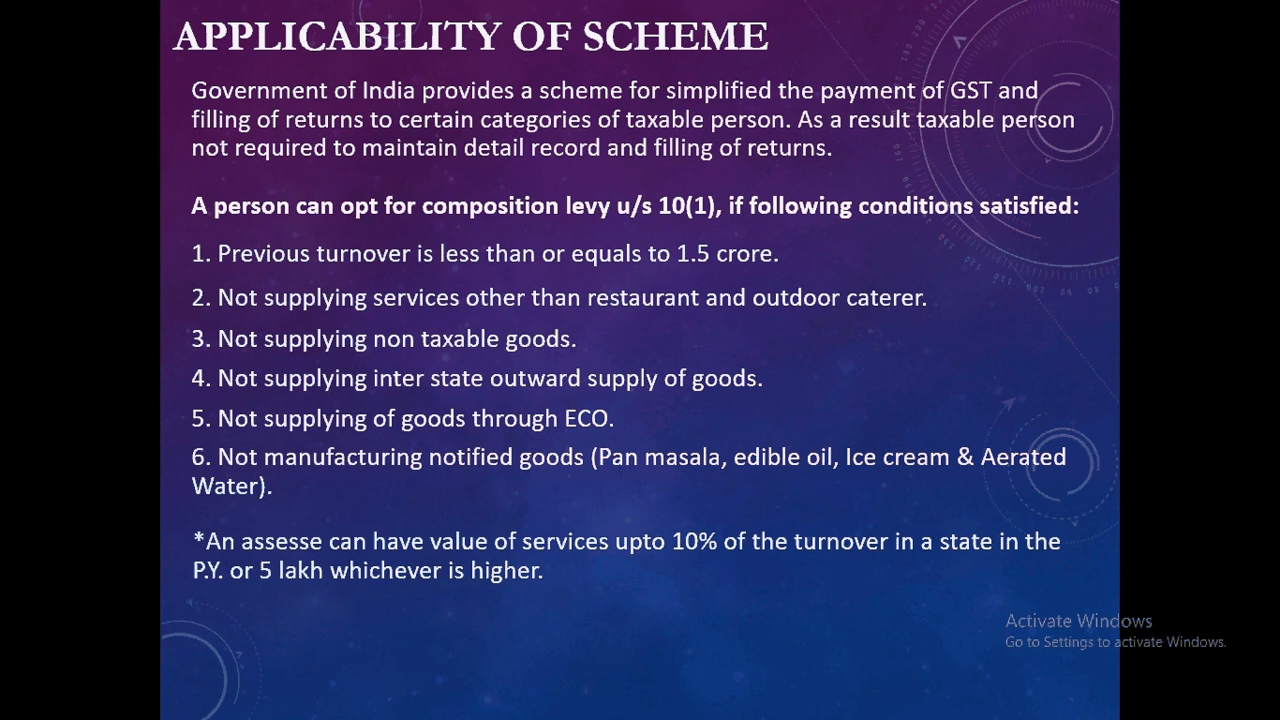 APPLICABILITY OF SCHEME
Government of India provides a scheme for simplified the payment of GST and
filling of returns to certain categories of taxable person. As a result taxable person
not required to maintain detail record and filling of returns.
A person can opt for composition levy u/s 10(1), if following conditions satisfied:
1. Previous turnover is less than or equals to 1.5 crore.
2. Not supplying services other than restaurant and outdoor caterer.
3. Not supplying non taxable goods.
4. Not supplying inter state outward supply of goods.
5. Not supplying of goods through ECO.
6. Not manufacturing notified goods (Pan masala, edible oil, Ice cream & Aerated
Water).
*An assesse can have value of services upto 10% of the turnover in a state in the
P.Y. or 5 lakh whichever is higher.
Activate Windows
Go to Settings to activate Windows.